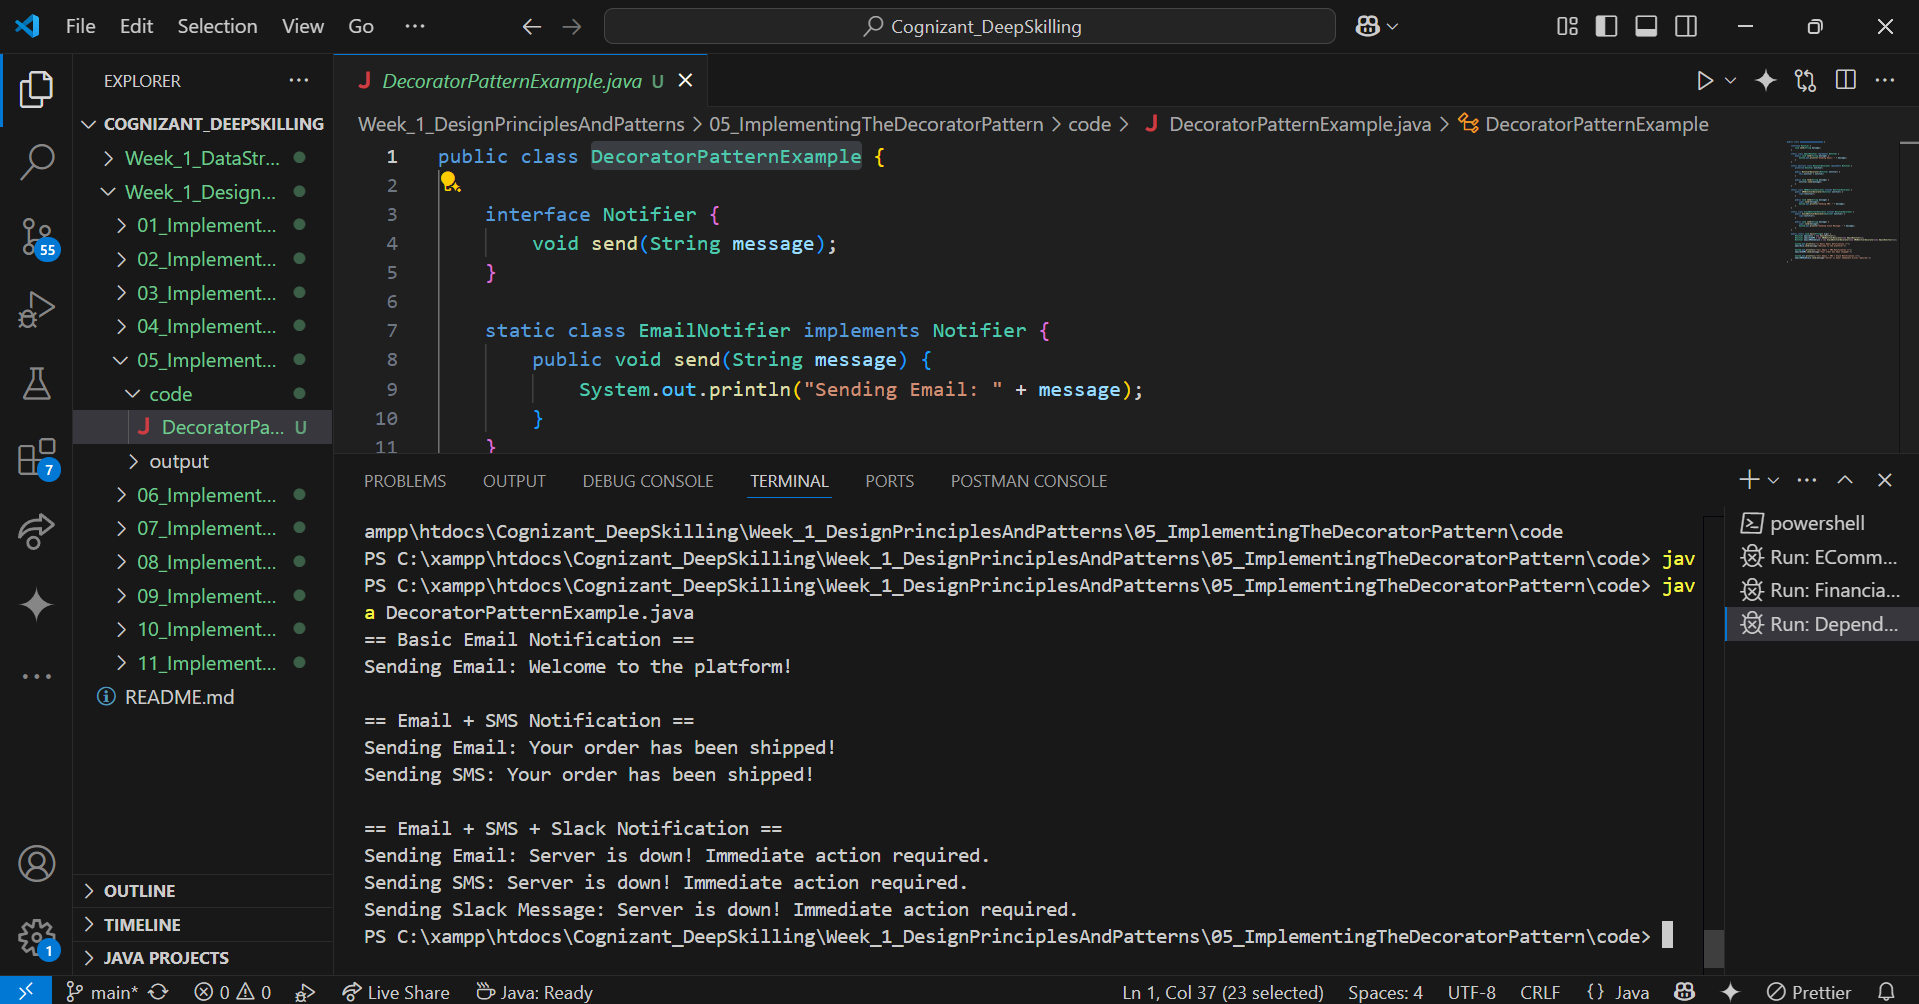 File Edit Selection View Go ··· Cognizant_DeepSkilling
EXPLORER ···
COGNIZANT_DEEPSKILLING
Week_1_DataStr...
Week_1_Design...
01_Implement...
02_Implement...
03_Implement...
04_Implement...
05_Implement...
code
J DecoratorPa... U
output
06_Implement...
07_Implement...
08_Implement...
09_Implement...
10_Implement...
11_Implement...
README.md
OUTLINE
TIMELINE
JAVA PROJECTS
55
7
1
J DecoratorPatternExample.java U
Week_1_DesignPrinciplesAndPatterns > 05_ImplementingTheDecoratorPattern > code > J DecoratorPatternExample.java > DecoratorPatternExample
1 public class DecoratorPatternExample {
2
3 interface Notifier {
4 void send(String message);
5 }
6
7 static class EmailNotifier implements Notifier {
8 public void send(String message) {
9 System.out.println("Sending Email: " + message);
10 }
11 }
PROBLEMS OUTPUT DEBUG CONSOLE TERMINAL PORTS POSTMAN CONSOLE
ampp\htdocs\Cognizant_DeepSkilling\Week_1_DesignPrinciplesAndPatterns\05_ImplementingTheDecoratorPattern\code
PS C:\xampp\htdocs\Cognizant_DeepSkilling\Week_1_DesignPrinciplesAndPatterns\05_ImplementingTheDecoratorPattern\code> jav
PS C:\xampp\htdocs\Cognizant_DeepSkilling\Week_1_DesignPrinciplesAndPatterns\05_ImplementingTheDecoratorPattern\code> jav
a DecoratorPatternExample.java
== Basic Email Notification ==
Sending Email: Welcome to the platform!
== Email + SMS Notification ==
Sending Email: Your order has been shipped!
Sending SMS: Your order has been shipped!
== Email + SMS + Slack Notification ==
Sending Email: Server is down! Immediate action required.
Sending SMS: Server is down! Immediate action required.
Sending Slack Message: Server is down! Immediate action required.
PS C:\xampp\htdocs\Cognizant_DeepSkilling\Week_1_DesignPrinciplesAndPatterns\05_ImplementingTheDecoratorPattern\code>
powershell
Run: EComm...
Run: Financia...
Run: Depend...
main* 0 0 Live Share Java: Ready Ln 1, Col 37 (23 selected) Spaces: 4 UTF-8 CRLF {} Java Prettier